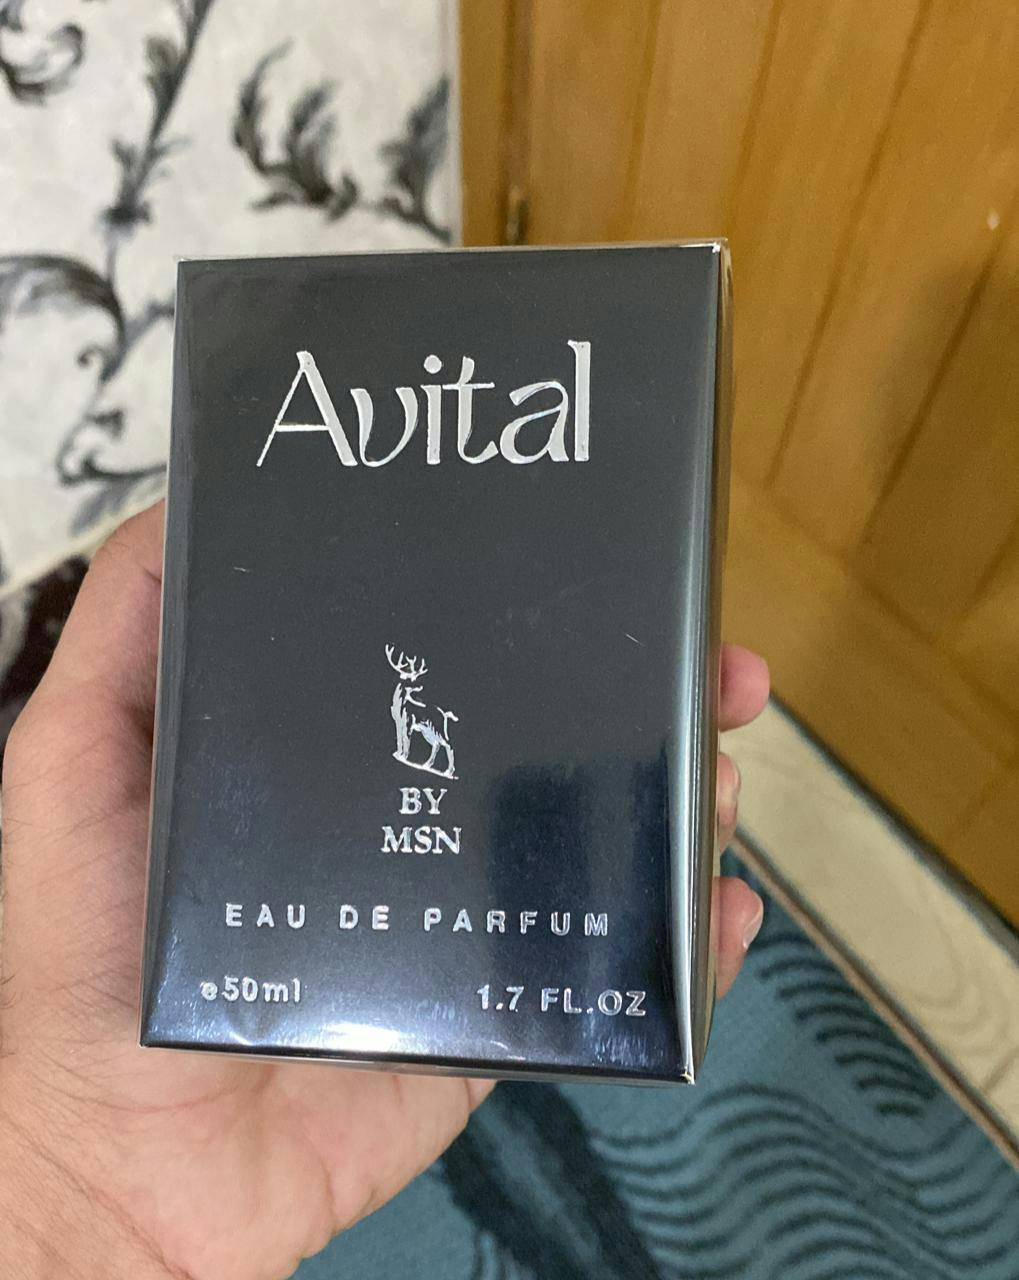 Avital
BY
MSN
EAU DE PARFUM
e50ml 1.7 FL.OZ